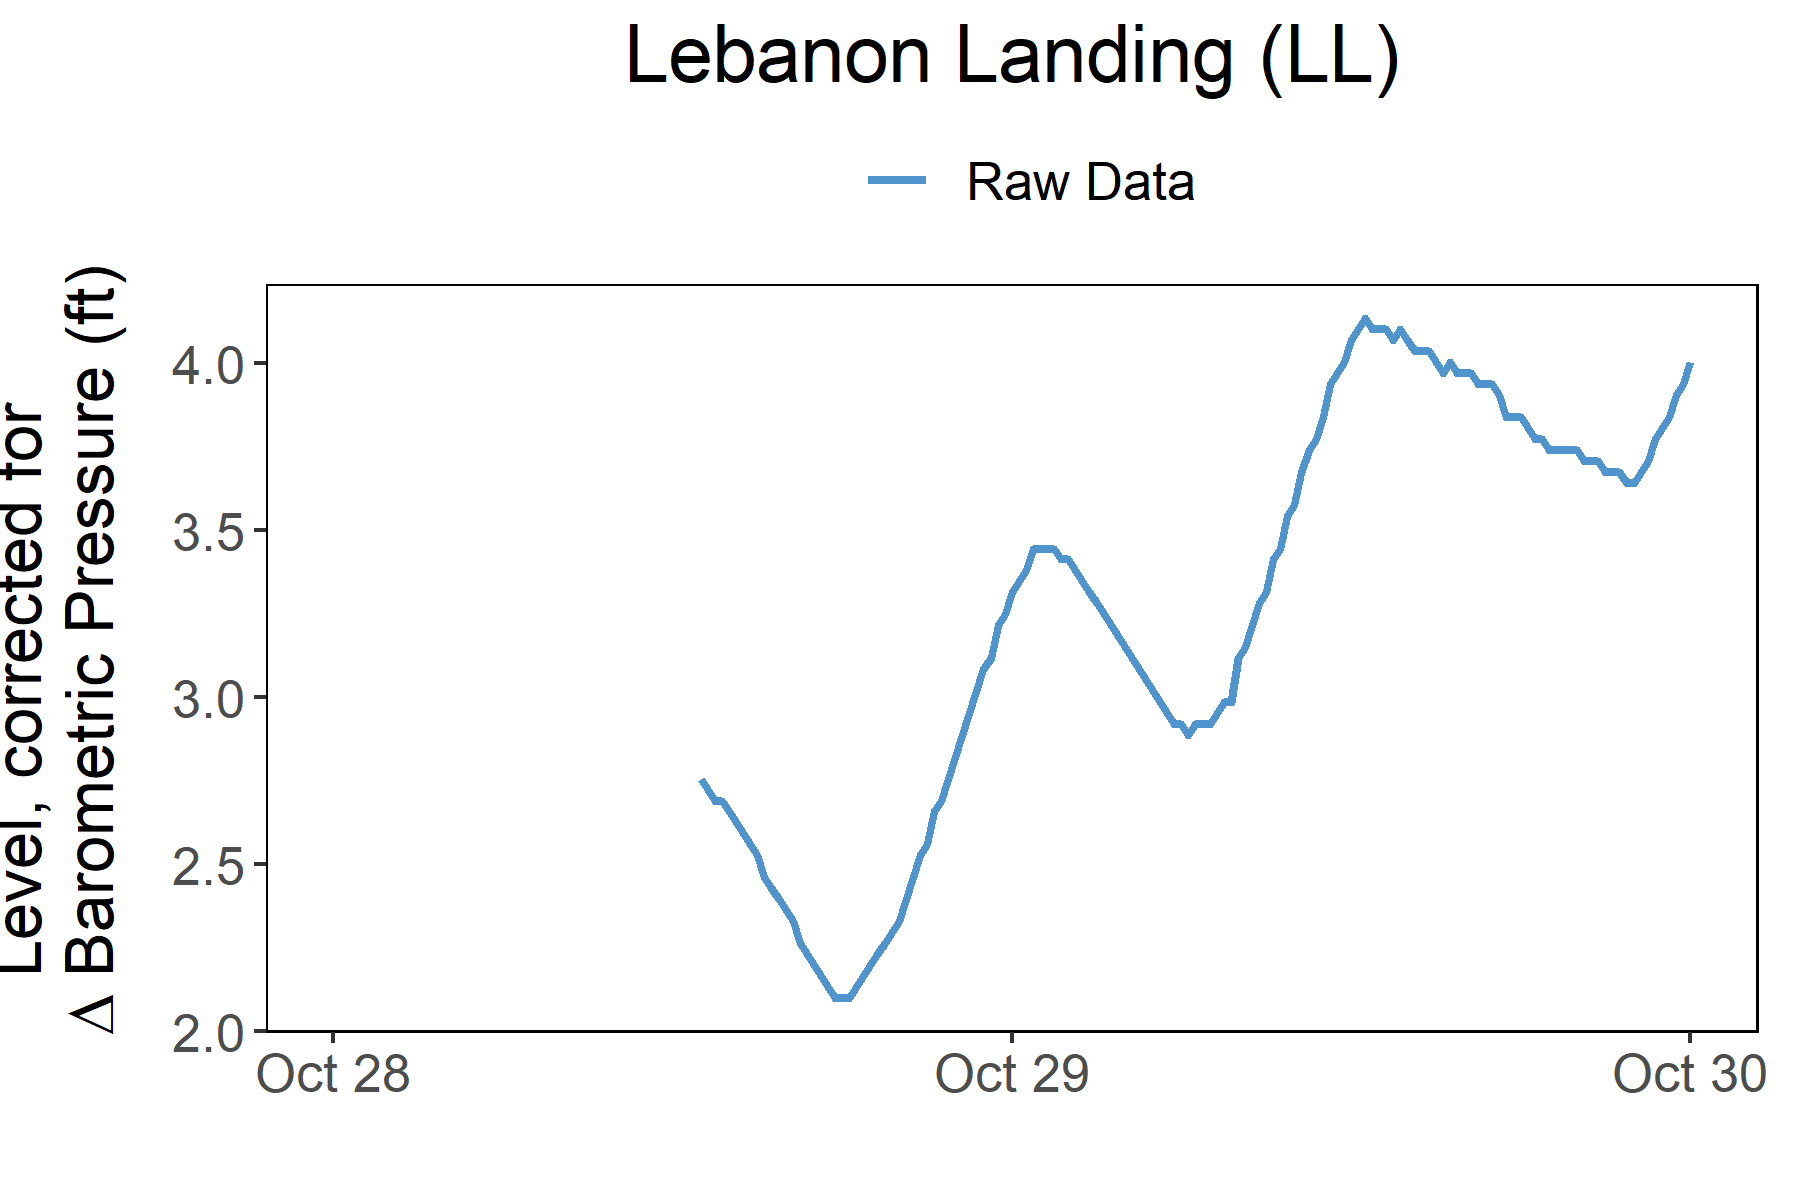 Lebanon Landing (LL)
Raw Data
Level, corrected for
Δ Barometric Pressure (ft)
4.0
3.5
3.0
2.5
2.0
Oct 28
Oct 29
Oct 30